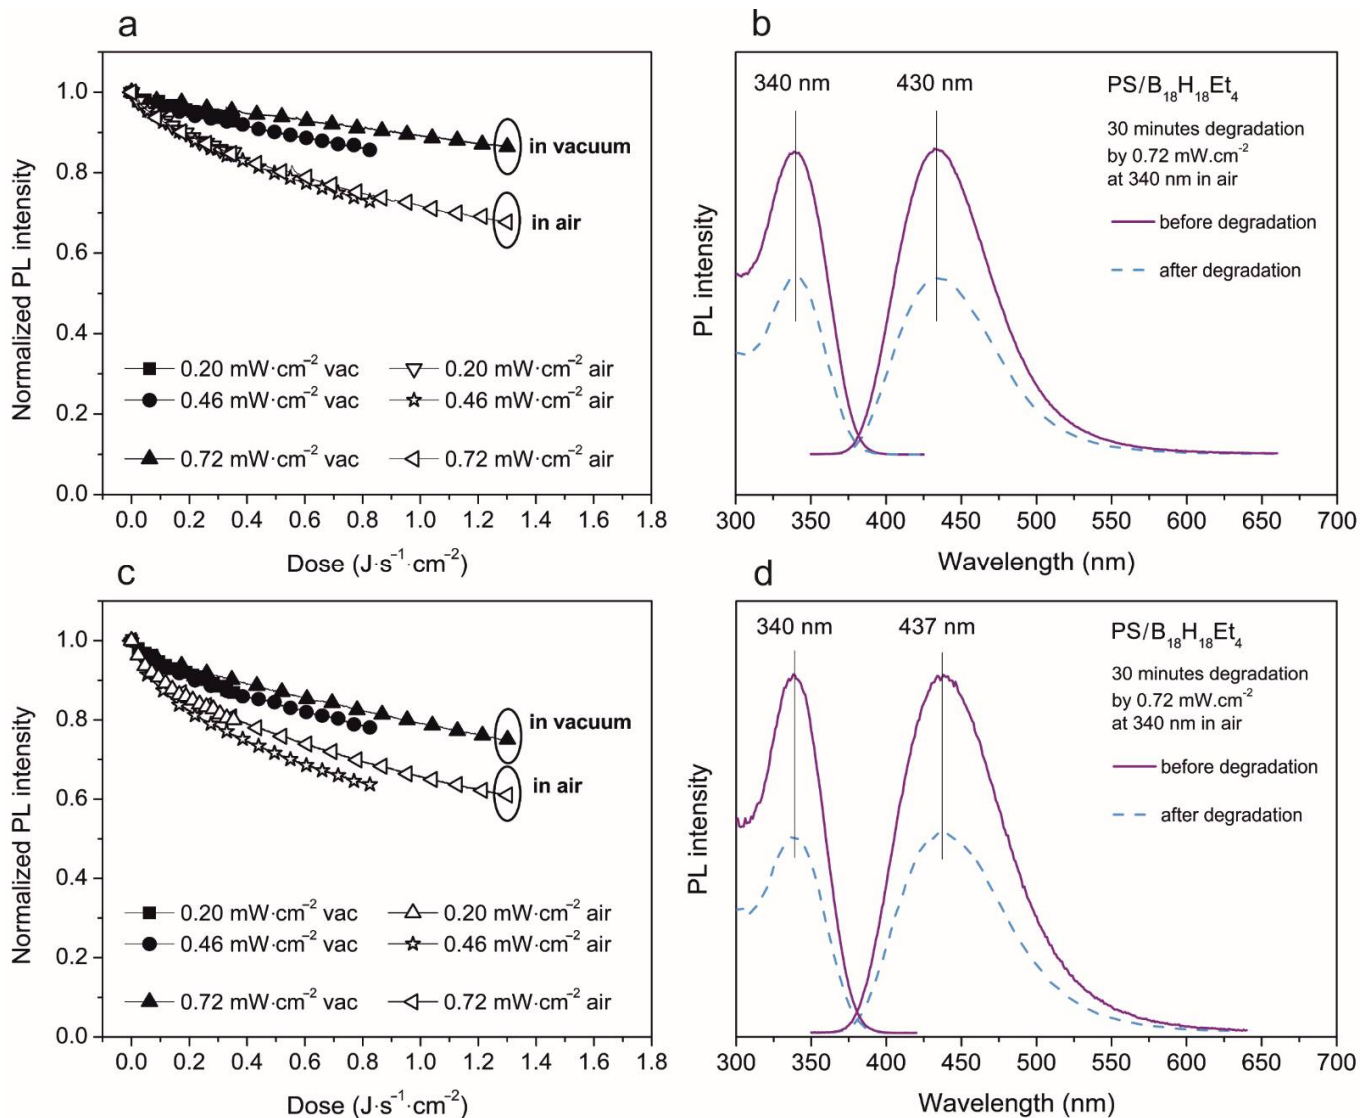 a
Normalized PL intensity
1.0
0.8
0.6
0.4
0.2
0.0
in vacuum
in air
0.20 mW·cm⁻² vac
0.20 mW·cm⁻² air
0.46 mW·cm⁻² vac
0.46 mW·cm⁻² air
0.72 mW·cm⁻² vac
0.72 mW·cm⁻² air
0.0 0.2 0.4 0.6 0.8 1.0 1.2 1.4 1.6 1.8
Dose (J·s⁻¹·cm⁻²)
b
PL intensity
340 nm
430 nm
PS/B₁₈H₁₈Et₄
30 minutes degradation
by 0.72 mW.cm⁻²
at 340 nm in air
before degradation
after degradation
300 350 400 450 500 550 600 650 700
Wavelength (nm)
c
Normalized PL intensity
1.0
0.8
0.6
0.4
0.2
0.0
in vacuum
in air
0.20 mW·cm⁻² vac
0.20 mW·cm⁻² air
0.46 mW·cm⁻² vac
0.46 mW·cm⁻² air
0.72 mW·cm⁻² vac
0.72 mW·cm⁻² air
0.0 0.2 0.4 0.6 0.8 1.0 1.2 1.4 1.6 1.8
Dose (J·s⁻¹·cm⁻²)
d
PL intensity
340 nm
437 nm
PS/B₁₈H₁₈Et₄
30 minutes degradation
by 0.72 mW.cm⁻²
at 340 nm in air
before degradation
after degradation
300 350 400 450 500 550 600 650 700
Wavelength (nm)